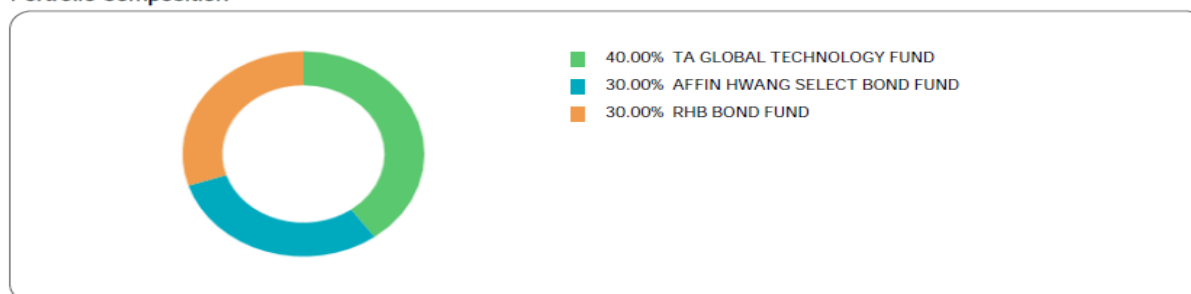 40.00% TA GLOBAL TECHNOLOGY FUND
30.00% AFFIN HWANG SELECT BOND FUND
30.00% RHB BOND FUND